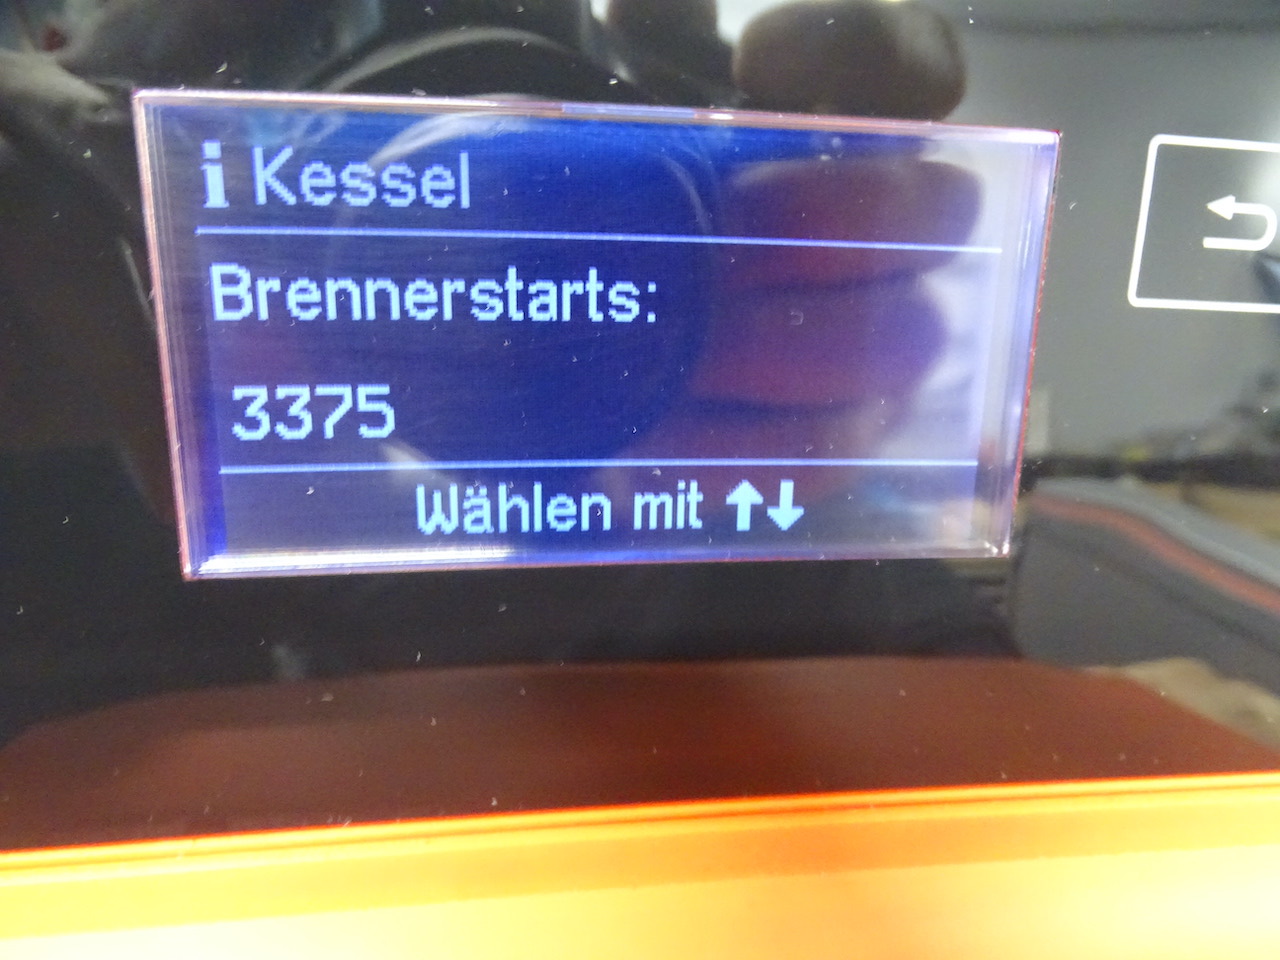 i Kessel
Brennerstarts:
3375
Wählen mit ↑↓